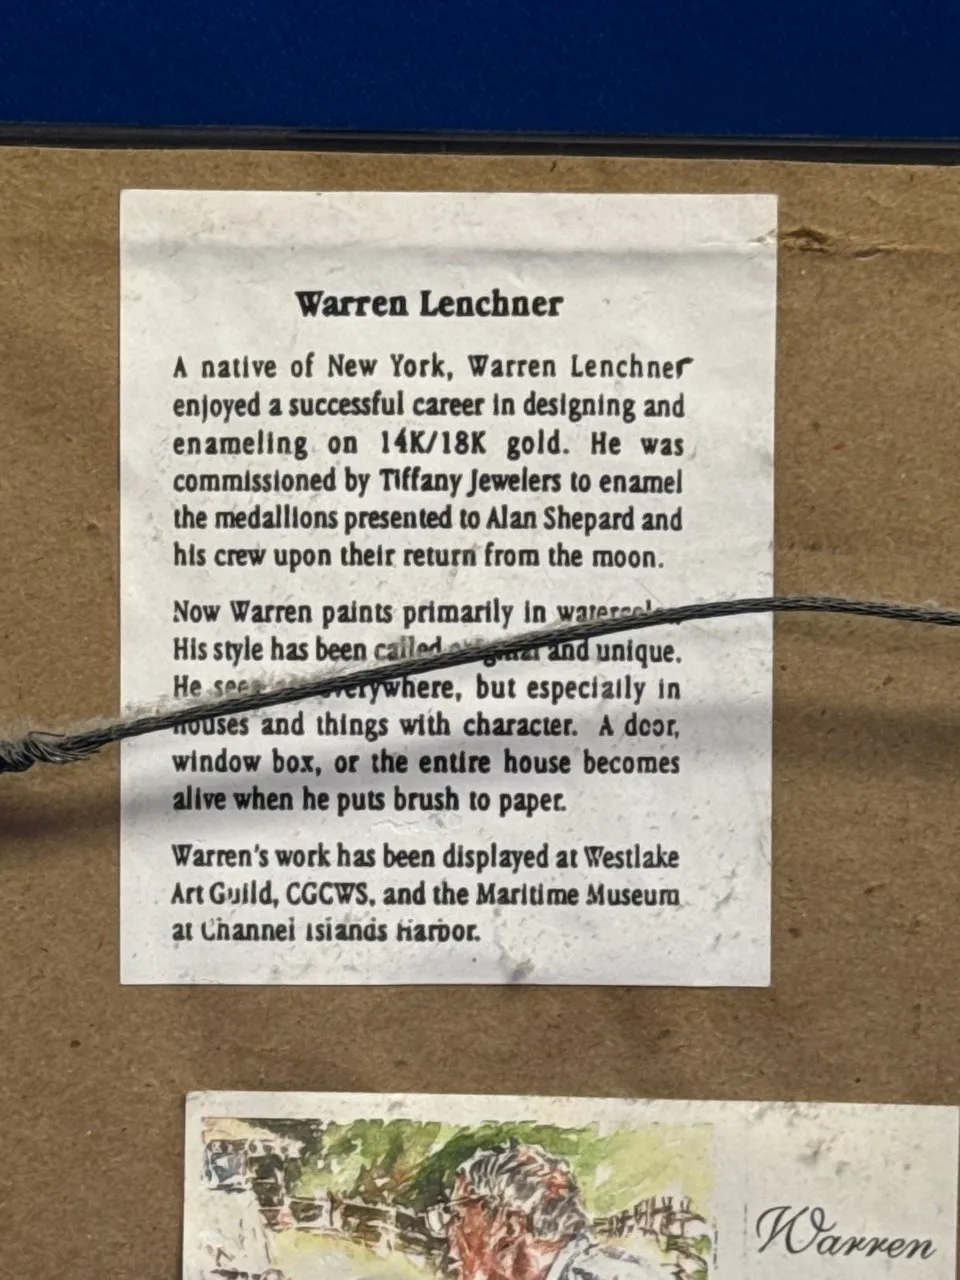 Warren Lenchner
A native of New York, Warren Lenchner
enjoyed a successful career in designing and
enameling on 14K/18K gold. He was
commissioned by Tiffany Jewelers to enamel
the medallions presented to Alan Shepard and
his crew upon their return from the moon.
Now Warren paints primarily in
His style has been called original and unique.
He sees everywhere, but especially in
houses and things with character. A door,
window box, or the entire house becomes
alive when he puts brush to paper.
Warren's work has been displayed at Westlake
Art Guild, CGCWS, and the Maritime Museum
at Channel Islands Harbor.
Warren